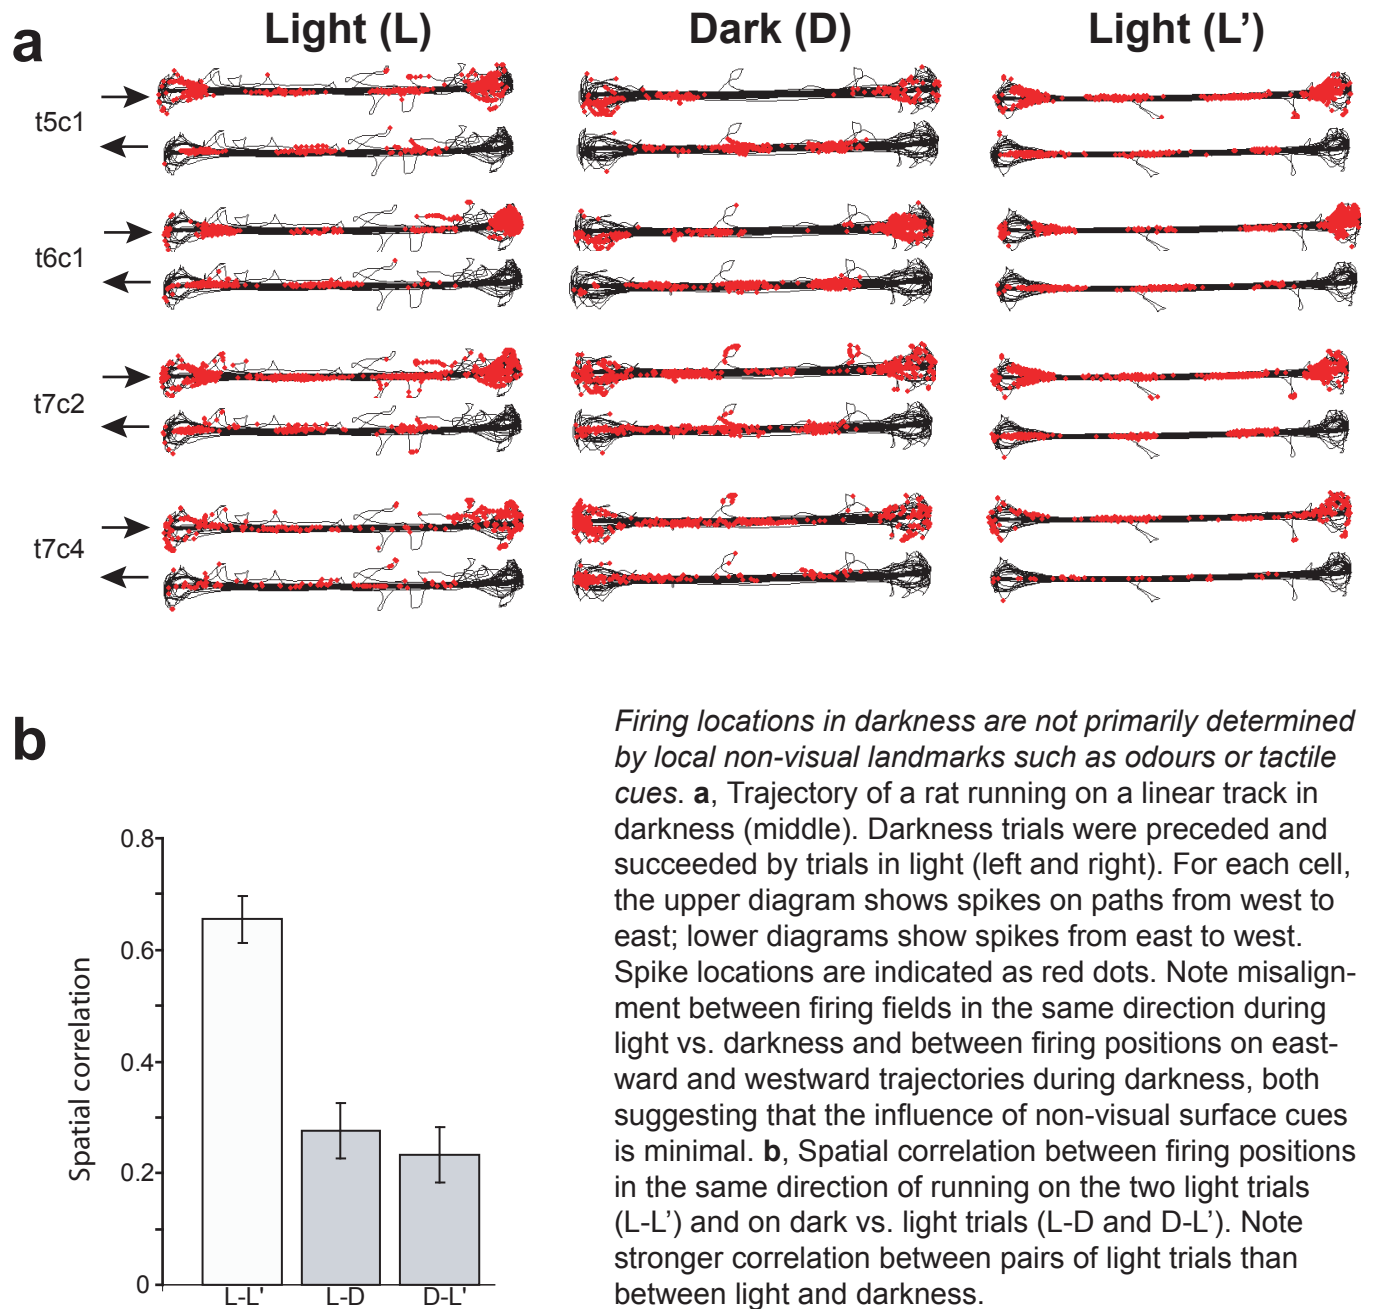 a
Light (L)
Dark (D)
Light (L’)
t5c1
t6c1
t7c2
t7c4
b
0.8
0.6
0.4
0.2
0
Spatial correlation
L-L'
L-D
D-L'
Firing locations in darkness are not primarily determined
by local non-visual landmarks such as odours or tactile
cues. a, Trajectory of a rat running on a linear track in
darkness (middle). Darkness trials were preceded and
succeeded by trials in light (left and right). For each cell,
the upper diagram shows spikes on paths from west to
east; lower diagrams show spikes from east to west.
Spike locations are indicated as red dots. Note misalign-
ment between firing fields in the same direction during
light vs. darkness and between firing positions on east-
ward and westward trajectories during darkness, both
suggesting that the influence of non-visual surface cues
is minimal. b, Spatial correlation between firing positions
in the same direction of running on the two light trials
(L-L’) and on dark vs. light trials (L-D and D-L’). Note
stronger correlation between pairs of light trials than
between light and darkness.